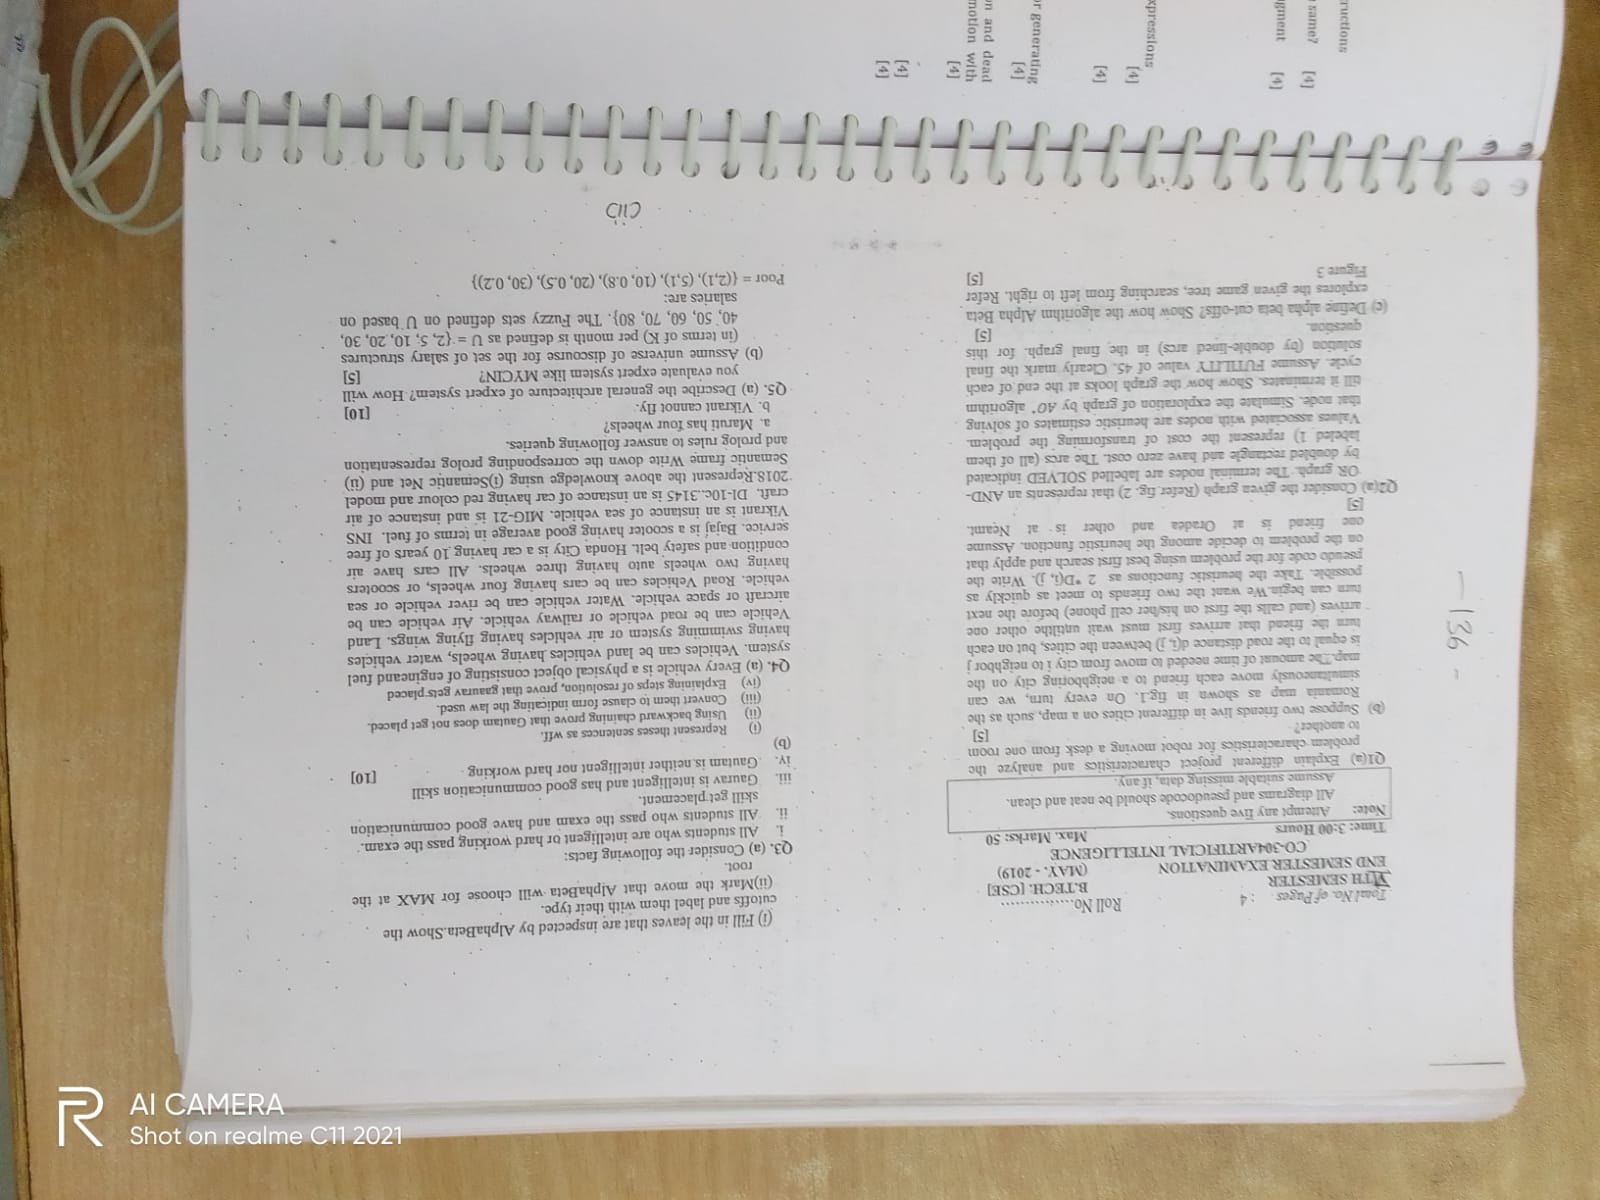 Total No. of Pages : 4
Roll No..................
VITH SEMESTER
B.TECH. [CSE]
END SEMESTER EXAMINATION
(MAY. - 2019)
CO-304ARTIFICIAL INTELLIGENCE
Time: 3:00 Hours
Max. Marks: 50
Note: Attempt any five questions.
All diagrams and pseudocode should be neat and clean.
Assume suitable missing data, if any.
Q1(a) Explain different project characteristics and analyze the
problem characteristics for robot moving a desk from one room
to another? [5]
(b) Suppose two friends live in different cities on a map, such as the
Romania map as shown in fig.1. On every turn, we can
simultaneously move each friend to a neighboring city on the
map.The amount of time needed to move from city i to neighbor j
is equal to the road distance d(i, j) between the cities, but on each
turn the friend that arrives first must wait untilthe other one
arrives (and calls the first on his/her cell phone) before the next
turn can begin.We want the two friends to meet as quickly as
possible. Take the heuristic functions as 2 *D(i, j). Write the
pseudo code for the problem using best first search and apply that
on the problem to decide among the heuristic function. Assume
one friend is at Oradea and other is at Neamt.
[5]
Q2(a) Consider the given graph (Refer fig. 2) that represents an AND-
OR graph. The terminal nodes are labelled SOLVED indicated
by doubled rectangle and have zero cost. The arcs (all of them
labeled 1) represent the cost of transforming the problem.
Values associated with nodes are heuristic estimates of solving
that node. Simulate the exploration of graph by AO* algorithm
till it terminates. Show how the graph looks at the end of each
cycle. Assume FUTILITY value of 45. Clearly mark the final
solution (by double-lined arcs) in the final graph. for this
question. [5]
(c) Define alpha beta cut-offs? Show how the algorithm Alpha Beta
explores the given game tree, searching from left to right. Refer
Figure 3 [5]
- 136 -
(i) Fill in the leaves that are inspected by AlphaBeta.Show the
cutoffs and label them with their type.
(ii)Mark the move that AlphaBeta will choose for MAX at the
root.
Q3. (a) Consider the following facts:
i. All students who are intelligent or hard working pass the exam.
ii. All students who pass the exam and have good communication
skill get placement.
iii. Gaurav is intelligent and has good communication skill
iv. Gautam is neither intelligent nor hard working [10]
(b)
(i) Represent theses sentences as wff.
(ii) Using backward chaining prove that Gautam does not get placed.
(iii) Convert them to clause form indicating the law used.
(iv) Explaining steps of resolution, prove that gauurav gets placed
Q4. (a) Every vehicle is a physical object consisting of engineand fuel
system. Vehicles can be land vehicles having wheels, water vehicles
having swimming system or air vehicles having flying wings. Land
Vehicle can be road vehicle or railway vehicle. Air vehicle can be
aircraft or space vehicle. Water vehicle can be river vehicle or sea
vehicle. Road Vehicles can be cars having four wheels, or scooters
having two wheels auto having three wheels. All cars have air
condition and safety belt. Honda City is a car having 10 years of free
service. Bajaj is a scooter having good average in terms of fuel. INS
Vikrant is an instance of sea vehicle. MIG-21 is and instance of air
craft. Dl-10c.3145 is an instance of car having red colour and model
2018.Represent the above knowledge using (i)Semantic Net and (ii)
Semantic frame Write down the corresponding prolog representation
and prolog rules to answer following queries.
a. Maruti has four wheels?
b. Vikrant cannot fly. [10]
Q5. (a) Describe the general architecture of expert system? How will
you evaluate expert system like MYCIN? [5]
(b) Assume universe of discourse for the set of salary structures
(in terms of K) per month is defined as U = {2, 5, 10, 20, 30,
40, 50, 60, 70, 80}. The Fuzzy sets defined on U based on
salaries are:
Poor = {(2,1), (5,1), (10, 0.8), (20, 0.5), (30, 0.2)}
ructions
same? [4]
[4]
xpressions
[4]
[4]
r generating
[4]
n and dead
motion with
[4]
[4]
[4]
AI CAMERA
Shot on realme C11 2021